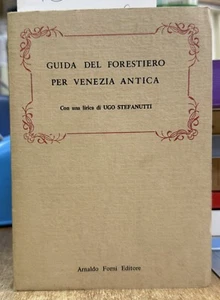 GUIDA DEL FORESTIERO
PER VENEZIA ANTICA
Con una lirica di UGO STEFANUTTI
Arnaldo Forni Editore